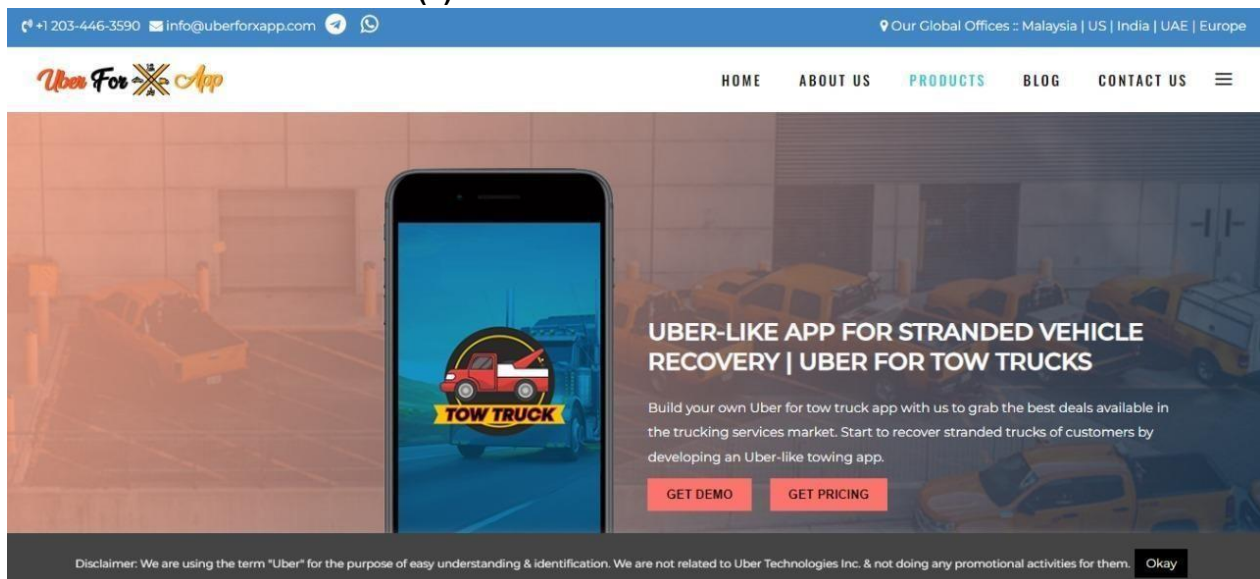 +1 203-446-3590 info@uberforxapp.com
Our Global Offices :: Malaysia | US | India | UAE | Europe
Uber For X App
HOME ABOUT US PRODUCTS BLOG CONTACT US
TOW TRUCK
UBER-LIKE APP FOR STRANDED VEHICLE
RECOVERY | UBER FOR TOW TRUCKS
Build your own Uber for tow truck app with us to grab the best deals available in
the trucking services market. Start to recover stranded trucks of customers by
developing an Uber-like towing app.
GET DEMO GET PRICING
Disclaimer: We are using the term "Uber" for the purpose of easy understanding & identification. We are not related to Uber Technologies Inc. & not doing any promotional activities for them. Okay